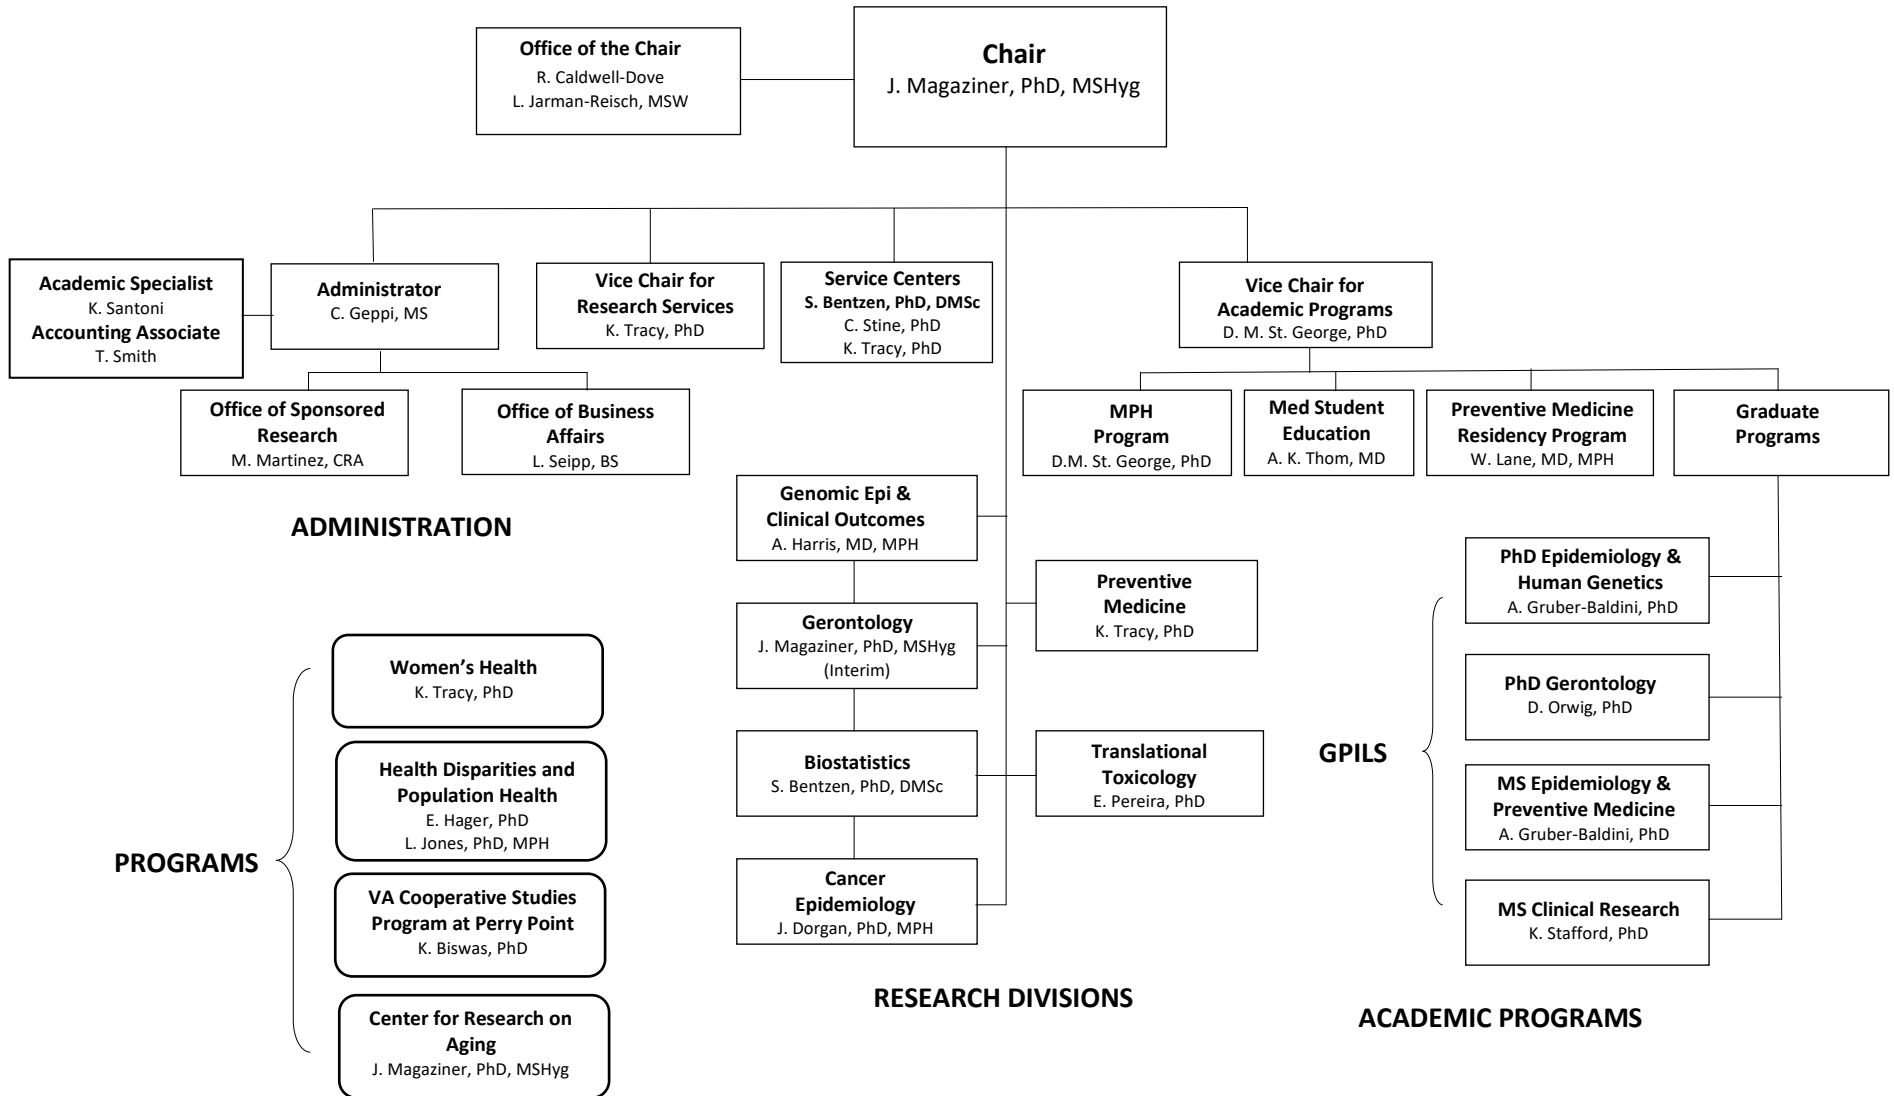 Office of the Chair
R. Caldwell-Dove
L. Jarman-Reisch, MSW
Chair
J. Magaziner, PhD, MSHyg
Academic Specialist
K. Santoni
Accounting Associate
T. Smith
Administrator
C. Geppi, MS
Vice Chair for
Research Services
K. Tracy, PhD
Service Centers
S. Bentzen, PhD, DMSc
C. Stine, PhD
K. Tracy, PhD
Vice Chair for
Academic Programs
D. M. St. George, PhD
Office of Sponsored
Research
M. Martinez, CRA
Office of Business
Affairs
L. Seipp, BS
ADMINISTRATION
MPH
Program
D.M. St. George, PhD
Med Student
Education
A. K. Thom, MD
Preventive Medicine
Residency Program
W. Lane, MD, MPH
Graduate
Programs
Genomic Epi &
Clinical Outcomes
A. Harris, MD, MPH
Preventive
Medicine
K. Tracy, PhD
Gerontology
J. Magaziner, PhD, MSHyg
(Interim)
Biostatistics
S. Bentzen, PhD, DMSc
Translational
Toxicology
E. Pereira, PhD
Cancer
Epidemiology
J. Dorgan, PhD, MPH
RESEARCH DIVISIONS
PROGRAMS
Women’s Health
K. Tracy, PhD
Health Disparities and
Population Health
E. Hager, PhD
L. Jones, PhD, MPH
VA Cooperative Studies
Program at Perry Point
K. Biswas, PhD
Center for Research on
Aging
J. Magaziner, PhD, MSHyg
GPILS
PhD Epidemiology &
Human Genetics
A. Gruber-Baldini, PhD
PhD Gerontology
D. Orwig, PhD
MS Epidemiology &
Preventive Medicine
A. Gruber-Baldini, PhD
MS Clinical Research
K. Stafford, PhD
ACADEMIC PROGRAMS